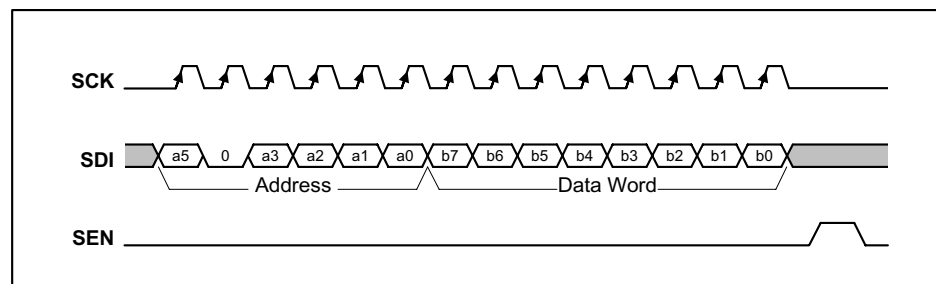 SCK
SDI a5 0 a3 a2 a1 a0 b7 b6 b5 b4 b3 b2 b1 b0
Address Data Word
SEN